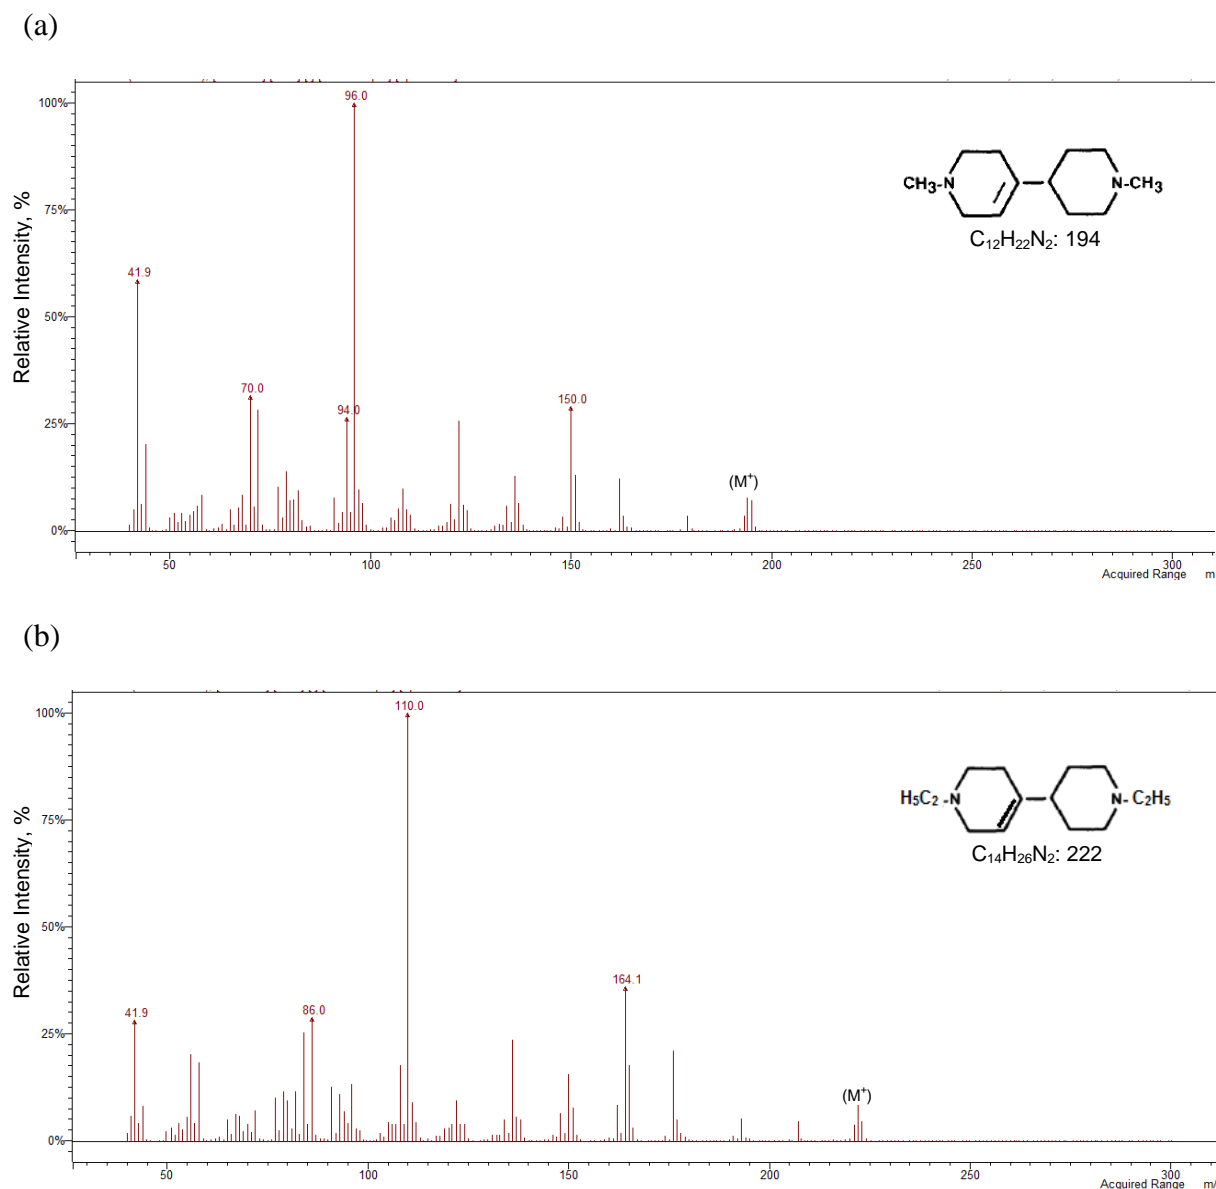 (a)
Relative Intensity, %
100%
75%
50%
25%
0%
96.0
41.9
70.0
94.0
150.0
(M⁺)
CH3-N N-CH3
C₁₂H₂₂N₂: 194
50 100 150 200 250 300
Acquired Range m
(b)
Relative Intensity, %
100%
75%
50%
25%
0%
110.0
164.1
41.9
86.0
(M⁺)
H5C2-N N-C2H5
C₁₄H₂₆N₂: 222
50 100 150 200 250 300
Acquired Range m/